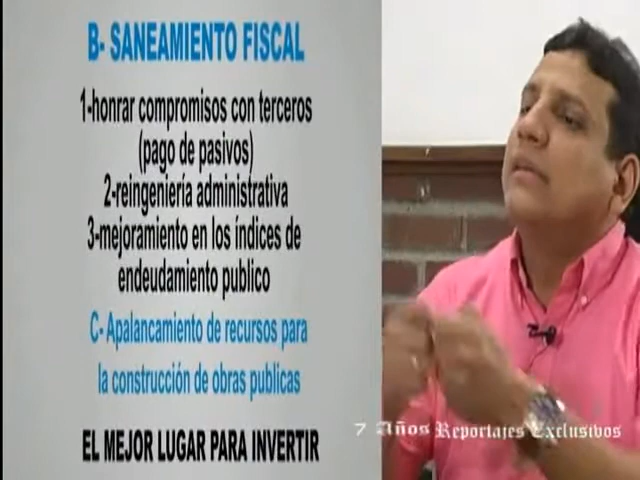 B- SANEAMIENTO FISCAL
1-honrar compromisos con terceros
(pago de pasivos)
2-reingeniería administrativa
3-mejoramiento en los índices de
endeudamiento publico
C- Apalancamiento de recursos para
la construcción de obras publicas
EL MEJOR LUGAR PARA INVERTIR
7 Años Reportajes Exclusivos